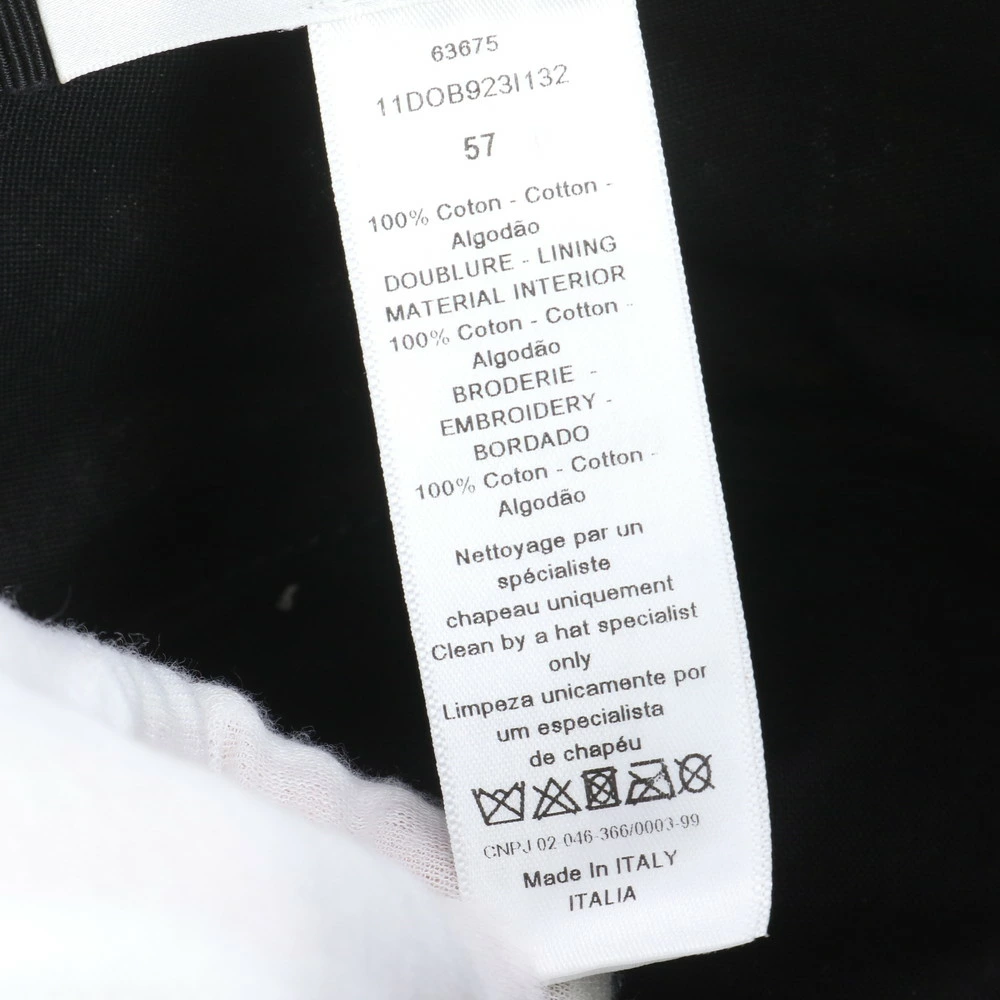 63675
11DOB923I132
57
100% Coton - Cotton -
Algodão
DOUBLURE - LINING
MATERIAL INTERIOR
100% Coton - Cotton -
Algodão
BRODERIE -
EMBROIDERY -
BORDADO
100% Coton - Cotton -
Algodão
Nettoyage par un
spécialiste
chapeau uniquement
Clean by a hat specialist
only
Limpeza unicamente por
um especialista
de chapéu
CNPJ 02-046-366/0003-99
Made In ITALY
ITALIA